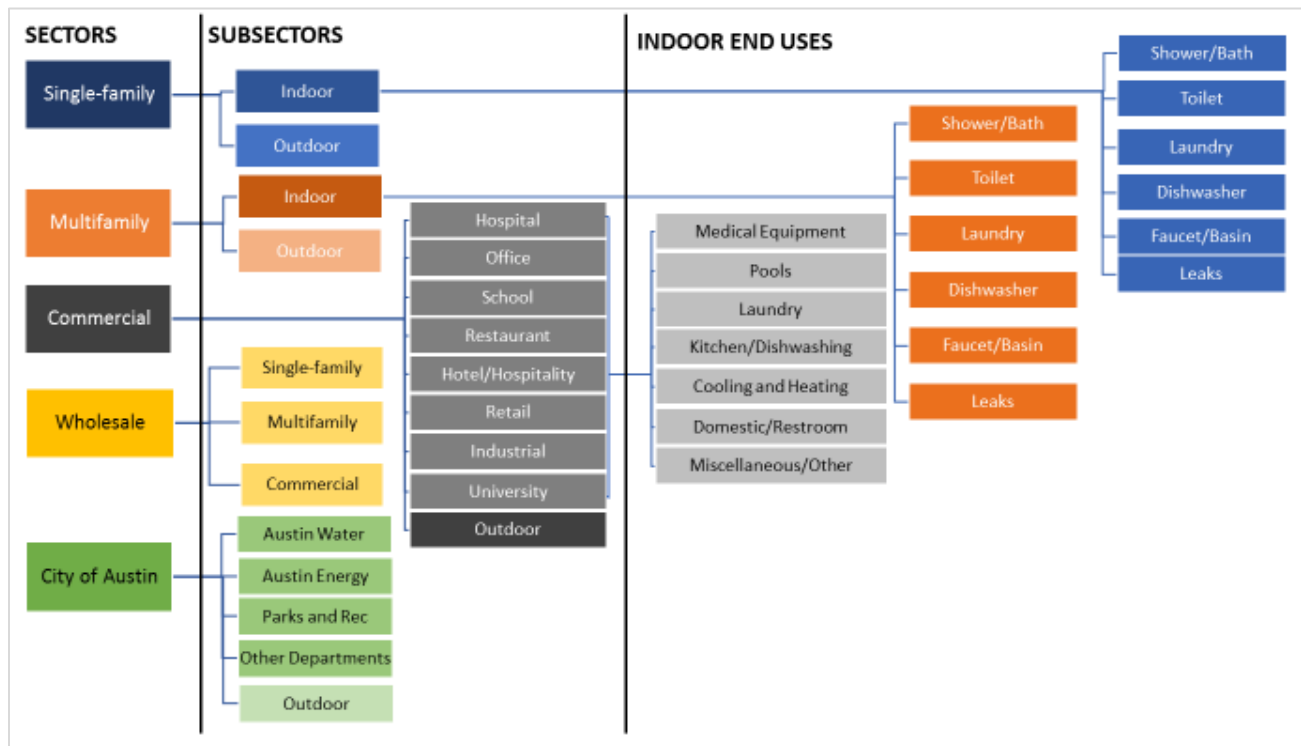 SECTORS
SUBSECTORS
INDOOR END USES
Single-family
Multifamily
Commercial
Wholesale
City of Austin
Indoor
Outdoor
Indoor
Outdoor
Hospital
Office
School
Restaurant
Hotel/Hospitality
Retail
Industrial
University
Outdoor
Single-family
Multifamily
Commercial
Austin Water
Austin Energy
Parks and Rec
Other Departments
Outdoor
Medical Equipment
Pools
Laundry
Kitchen/Dishwashing
Cooling and Heating
Domestic/Restroom
Miscellaneous/Other
Shower/Bath
Toilet
Laundry
Dishwasher
Faucet/Basin
Leaks
Shower/Bath
Toilet
Laundry
Dishwasher
Faucet/Basin
Leaks